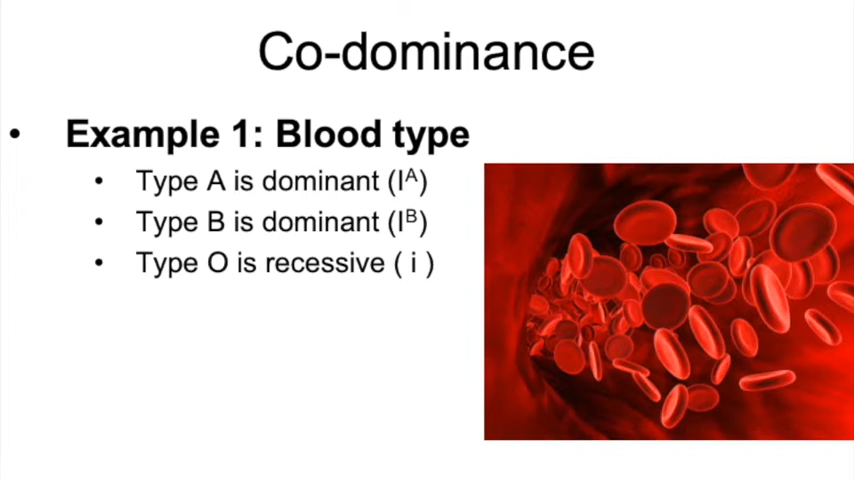 Co-dominance
• Example 1: Blood type
• Type A is dominant (Iᴬ)
• Type B is dominant (Iᴮ)
• Type O is recessive ( i )